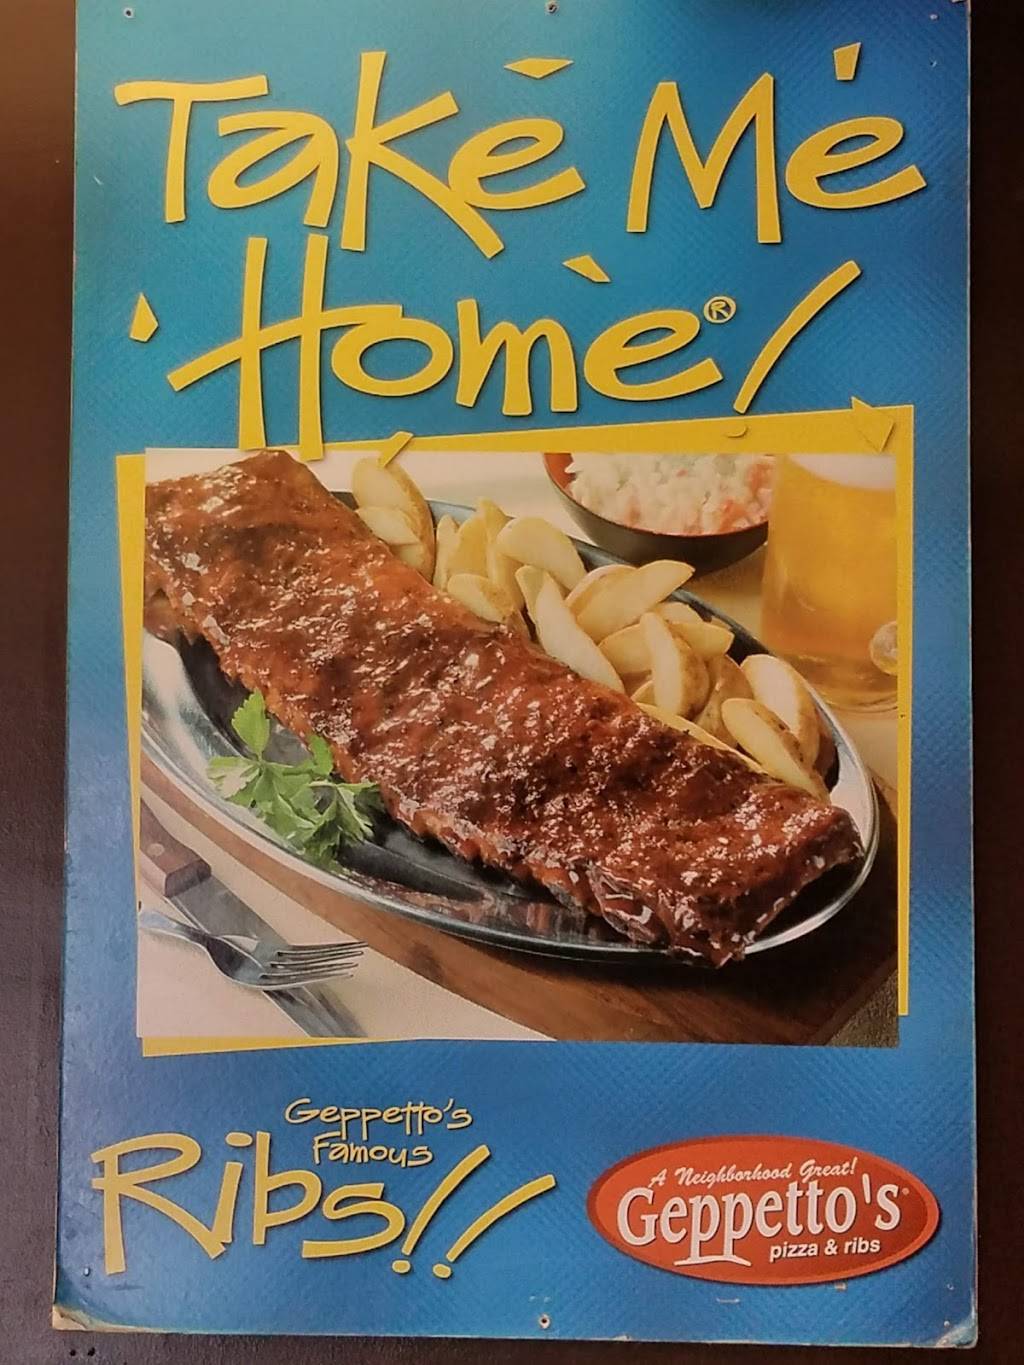 Take Me
Home®!
Geppetto's
Famous
Ribs!!
A Neighborhood Great!
Geppetto's®
pizza & ribs